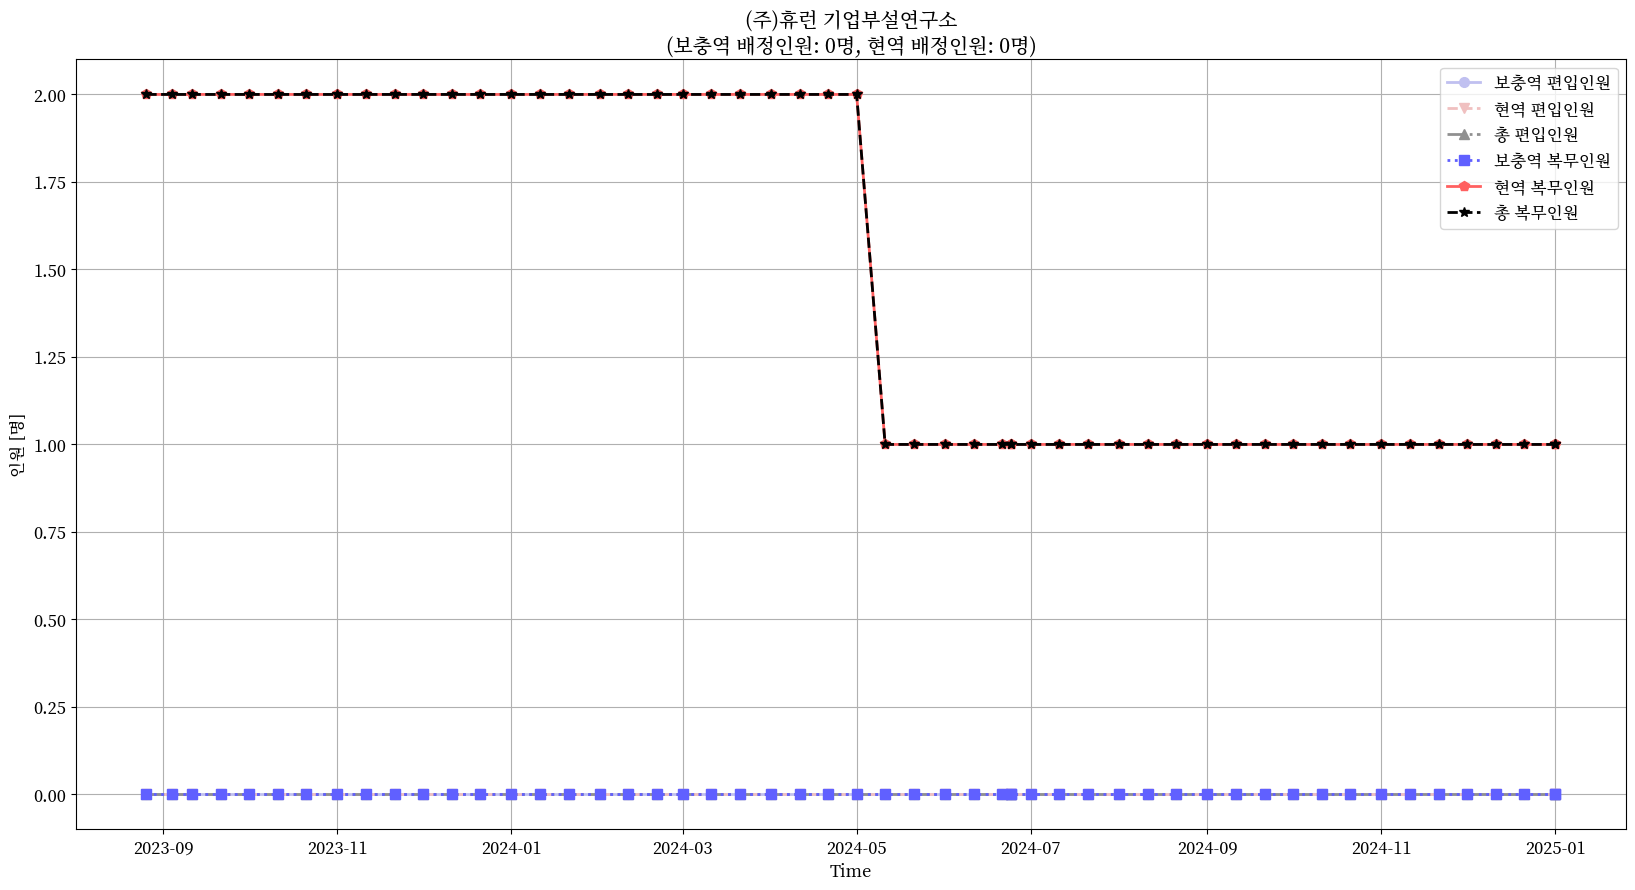 (주)휴런 기업부설연구소
(보충역 배정인원: 0명, 현역 배정인원: 0명)
보충역 편입인원
현역 편입인원
총 편입인원
보충역 복무인원
현역 복무인원
총 복무인원
인원 [명]
2.00
1.75
1.50
1.25
1.00
0.75
0.50
0.25
0.00
2023-09
2023-11
2024-01
2024-03
2024-05
2024-07
2024-09
2024-11
2025-01
Time